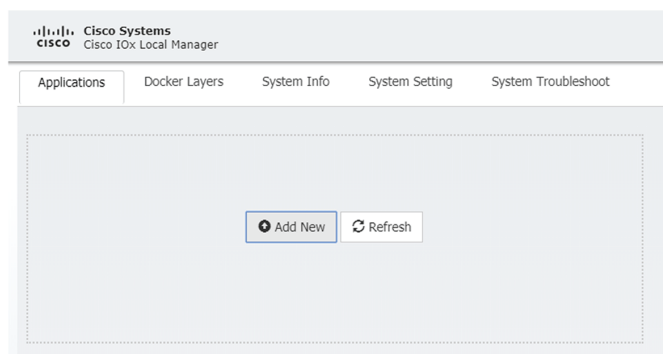 Cisco Systems
CISCO Cisco IOx Local Manager
Applications Docker Layers System Info System Setting System Troubleshoot
Add New Refresh